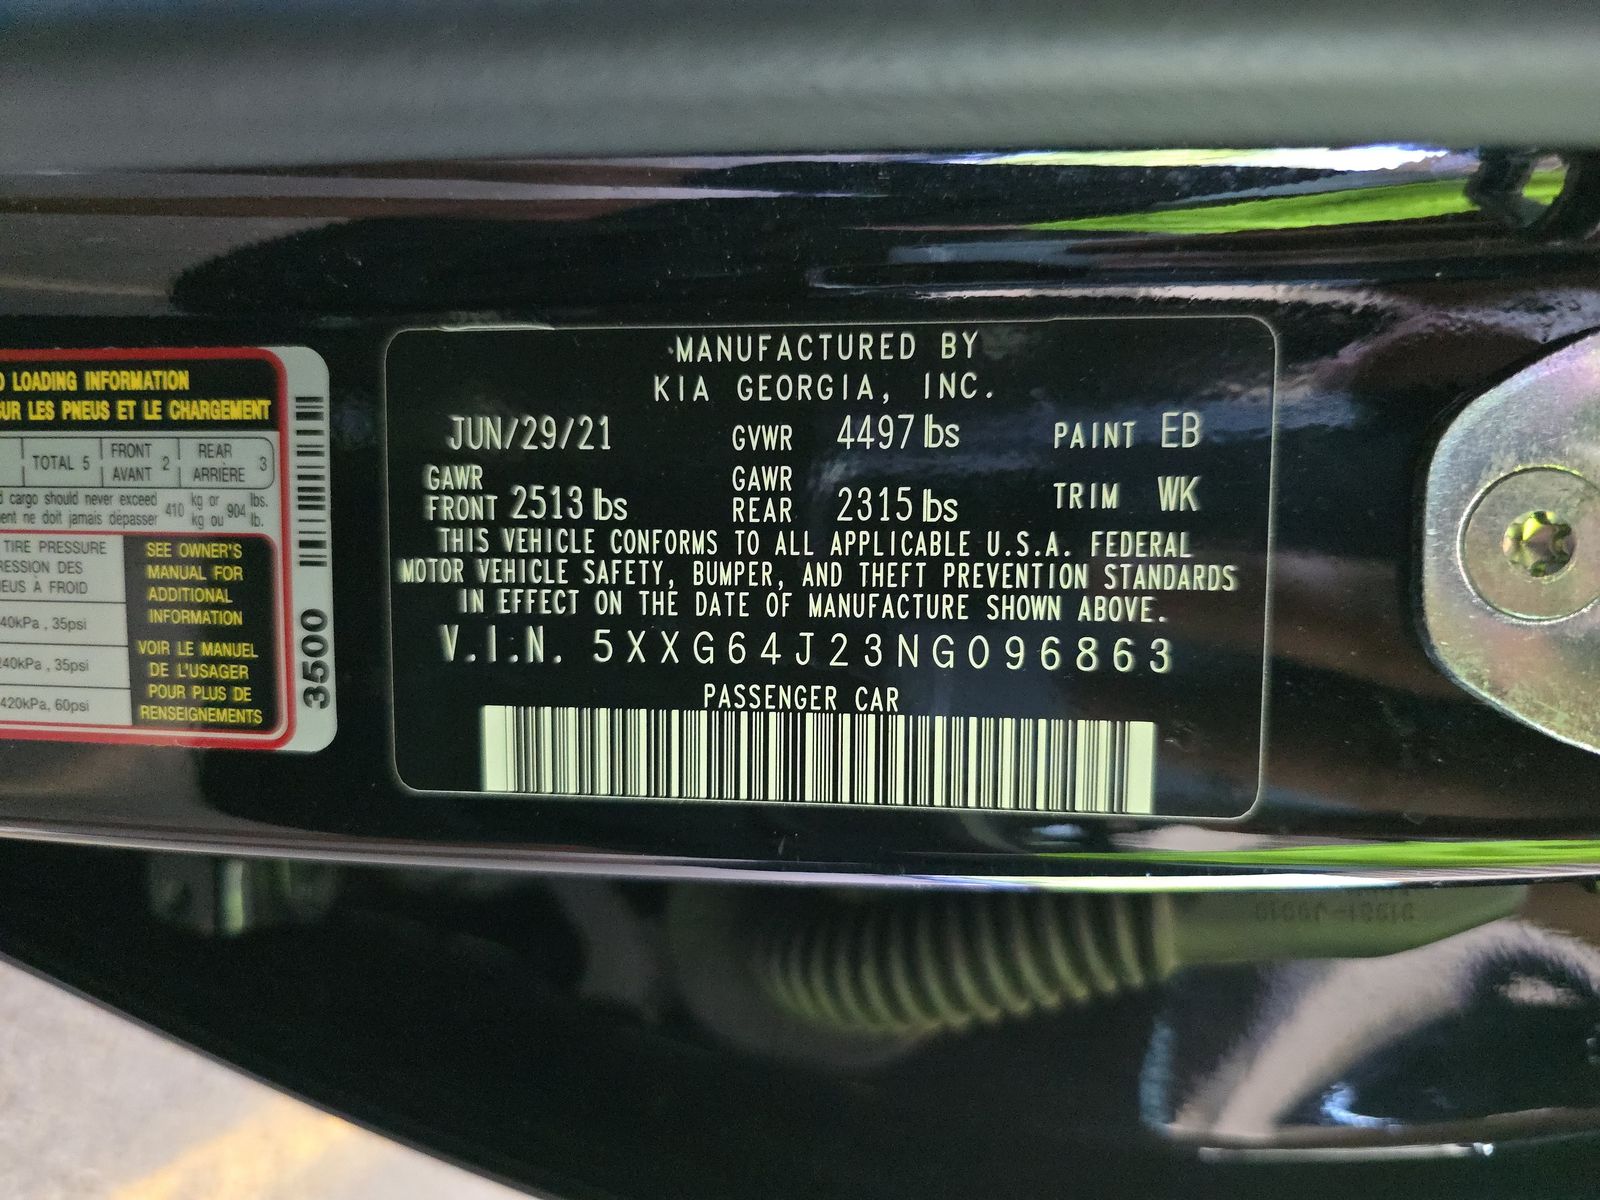 MANUFACTURED BY
KIA GEORGIA, INC.
JUN/29/21 GVWR 4497 lbs PAINT EB
GAWR FRONT 2513 lbs GAWR REAR 2315 lbs TRIM WK
THIS VEHICLE CONFORMS TO ALL APPLICABLE U.S.A. FEDERAL
MOTOR VEHICLE SAFETY, BUMPER, AND THEFT PREVENTION STANDARDS
IN EFFECT ON THE DATE OF MANUFACTURE SHOWN ABOVE.
V.I.N. 5XXG64J23NG096863
PASSENGER CAR
LOADING INFORMATION
SUR LES PNEUS ET LE CHARGEMENT
TOTAL 5
FRONT
AVANT 2
REAR
ARRIÈRE 3
cargo should never exceed 410 kg or 904 lbs.
ne doit jamais dépasser kg ou lb.
TIRE PRESSURE
DES
À FROID
35psi
240kPa, 35psi
420kPa, 60psi
SEE OWNER'S
MANUAL FOR
ADDITIONAL
INFORMATION
VOIR LE MANUEL
DE L'USAGER
POUR PLUS DE
RENSEIGNEMENTS
3500